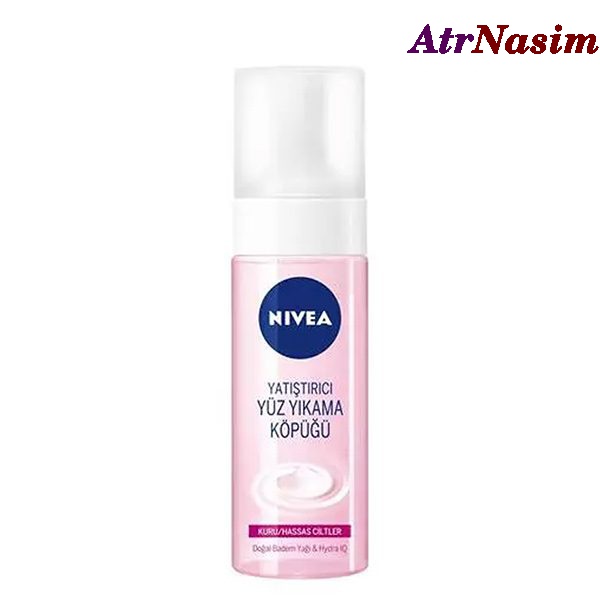 AtrNasim
NIVEA
YATIŞTIRICI
YÜZ YIKAMA
KÖPÜĞÜ
KURU/HASSAS CİLTLER
Doğal Badem Yağı & Hydra IQ